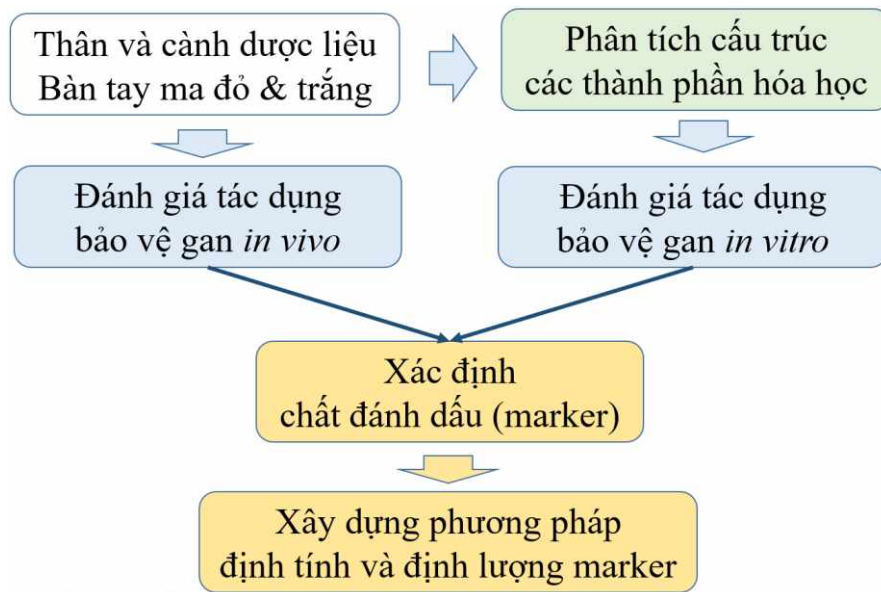 Thân và cành dược liệu
Bàn tay ma đỏ & trắng
Phân tích cấu trúc
các thành phần hóa học
Đánh giá tác dụng
bảo vệ gan in vivo
Đánh giá tác dụng
bảo vệ gan in vitro
Xác định
chất đánh dấu (marker)
Xây dựng phương pháp
định tính và định lượng marker